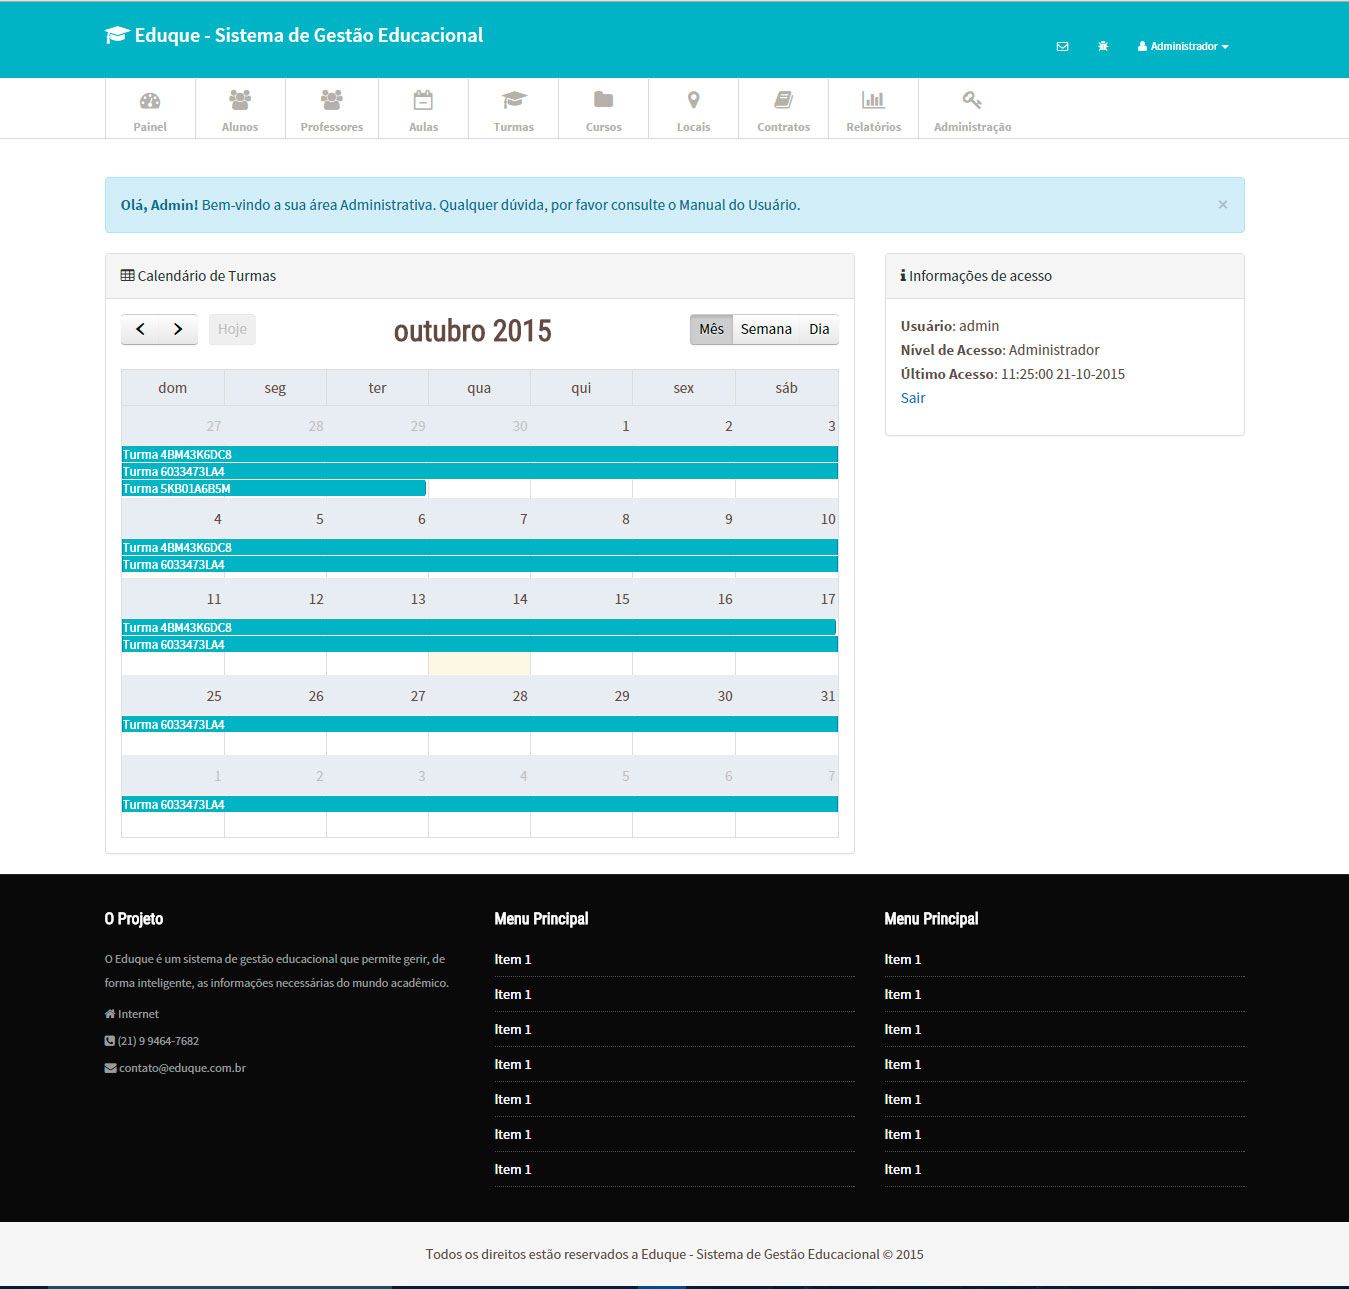 Eduque - Sistema de Gestão Educacional
Administrador
Painel Alunos Professores Aulas Turmas Cursos Locais Contratos Relatórios Administração
Olá, Admin! Bem-vindo a sua área Administrativa. Qualquer dúvida, por favor consulte o Manual do Usuário. ×
Calendário de Turmas
Hoje outubro 2015 Mês Semana Dia
dom seg ter qua qui sex sáb
27 28 29 30 1 2 3
Turma 4BM43K6DC8
Turma 6033473LA4
Turma 5KB01A6B5M
4 5 6 7 8 9 10
Turma 4BM43K6DC8
Turma 6033473LA4
11 12 13 14 15 16 17
Turma 4BM43K6DC8
Turma 6033473LA4
25 26 27 28 29 30 31
Turma 6033473LA4
1 2 3 4 5 6 7
Turma 6033473LA4
Informações de acesso
Usuário: admin
Nível de Acesso: Administrador
Último Acesso: 11:25:00 21-10-2015
Sair
O Projeto
O Eduque é um sistema de gestão educacional que permite gerir, de
forma inteligente, as informações necessárias do mundo acadêmico.
Internet
(21) 9 9464-7682
contato@eduque.com.br
Menu Principal
Item 1
Item 1
Item 1
Item 1
Item 1
Item 1
Item 1
Menu Principal
Item 1
Item 1
Item 1
Item 1
Item 1
Item 1
Item 1
Todos os direitos estão reservados a Eduque - Sistema de Gestão Educacional © 2015